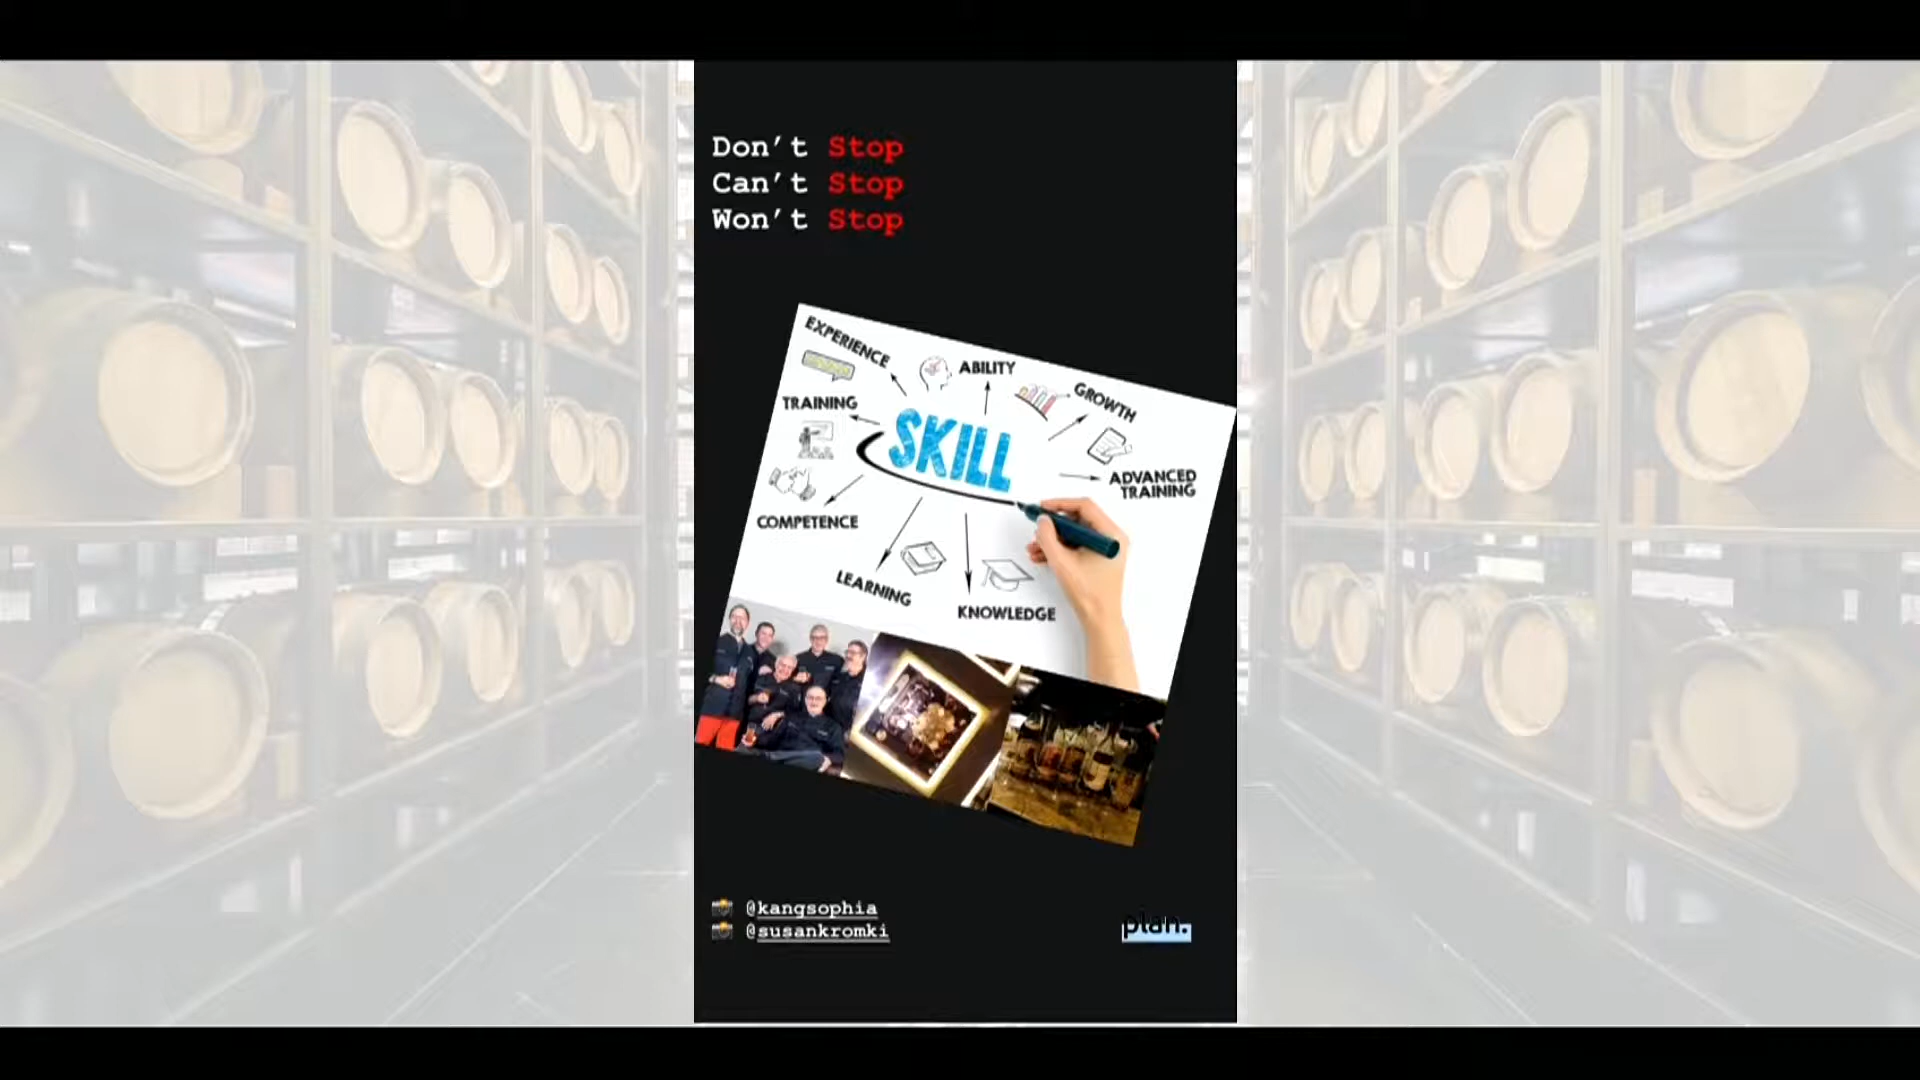 Don't Stop
Can't Stop
Won't Stop
EXPERIENCE
ABILITY
GROWTH
TRAINING
SKILL
ADVANCED
TRAINING
COMPETENCE
LEARNING
KNOWLEDGE
@kangsophia
@susankromki
plan.